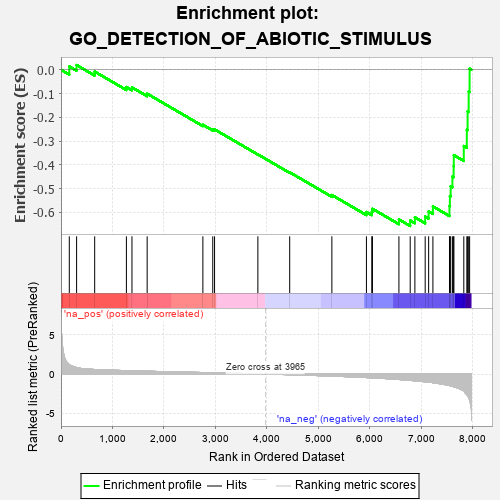 Enrichment plot:
GO_DETECTION_OF_ABIOTIC_STIMULUS
Enrichment score (ES)
0.0
-0.1
-0.2
-0.3
-0.4
-0.5
-0.6
'na_pos' (positively correlated)
Ranked list metric (PreRanked)
5
0
-5
Zero cross at 3965
'na_neg' (negatively correlated)
0 1,000 2,000 3,000 4,000 5,000 6,000 7,000 8,000
Rank in Ordered Dataset
Enrichment profile Hits Ranking metric scores